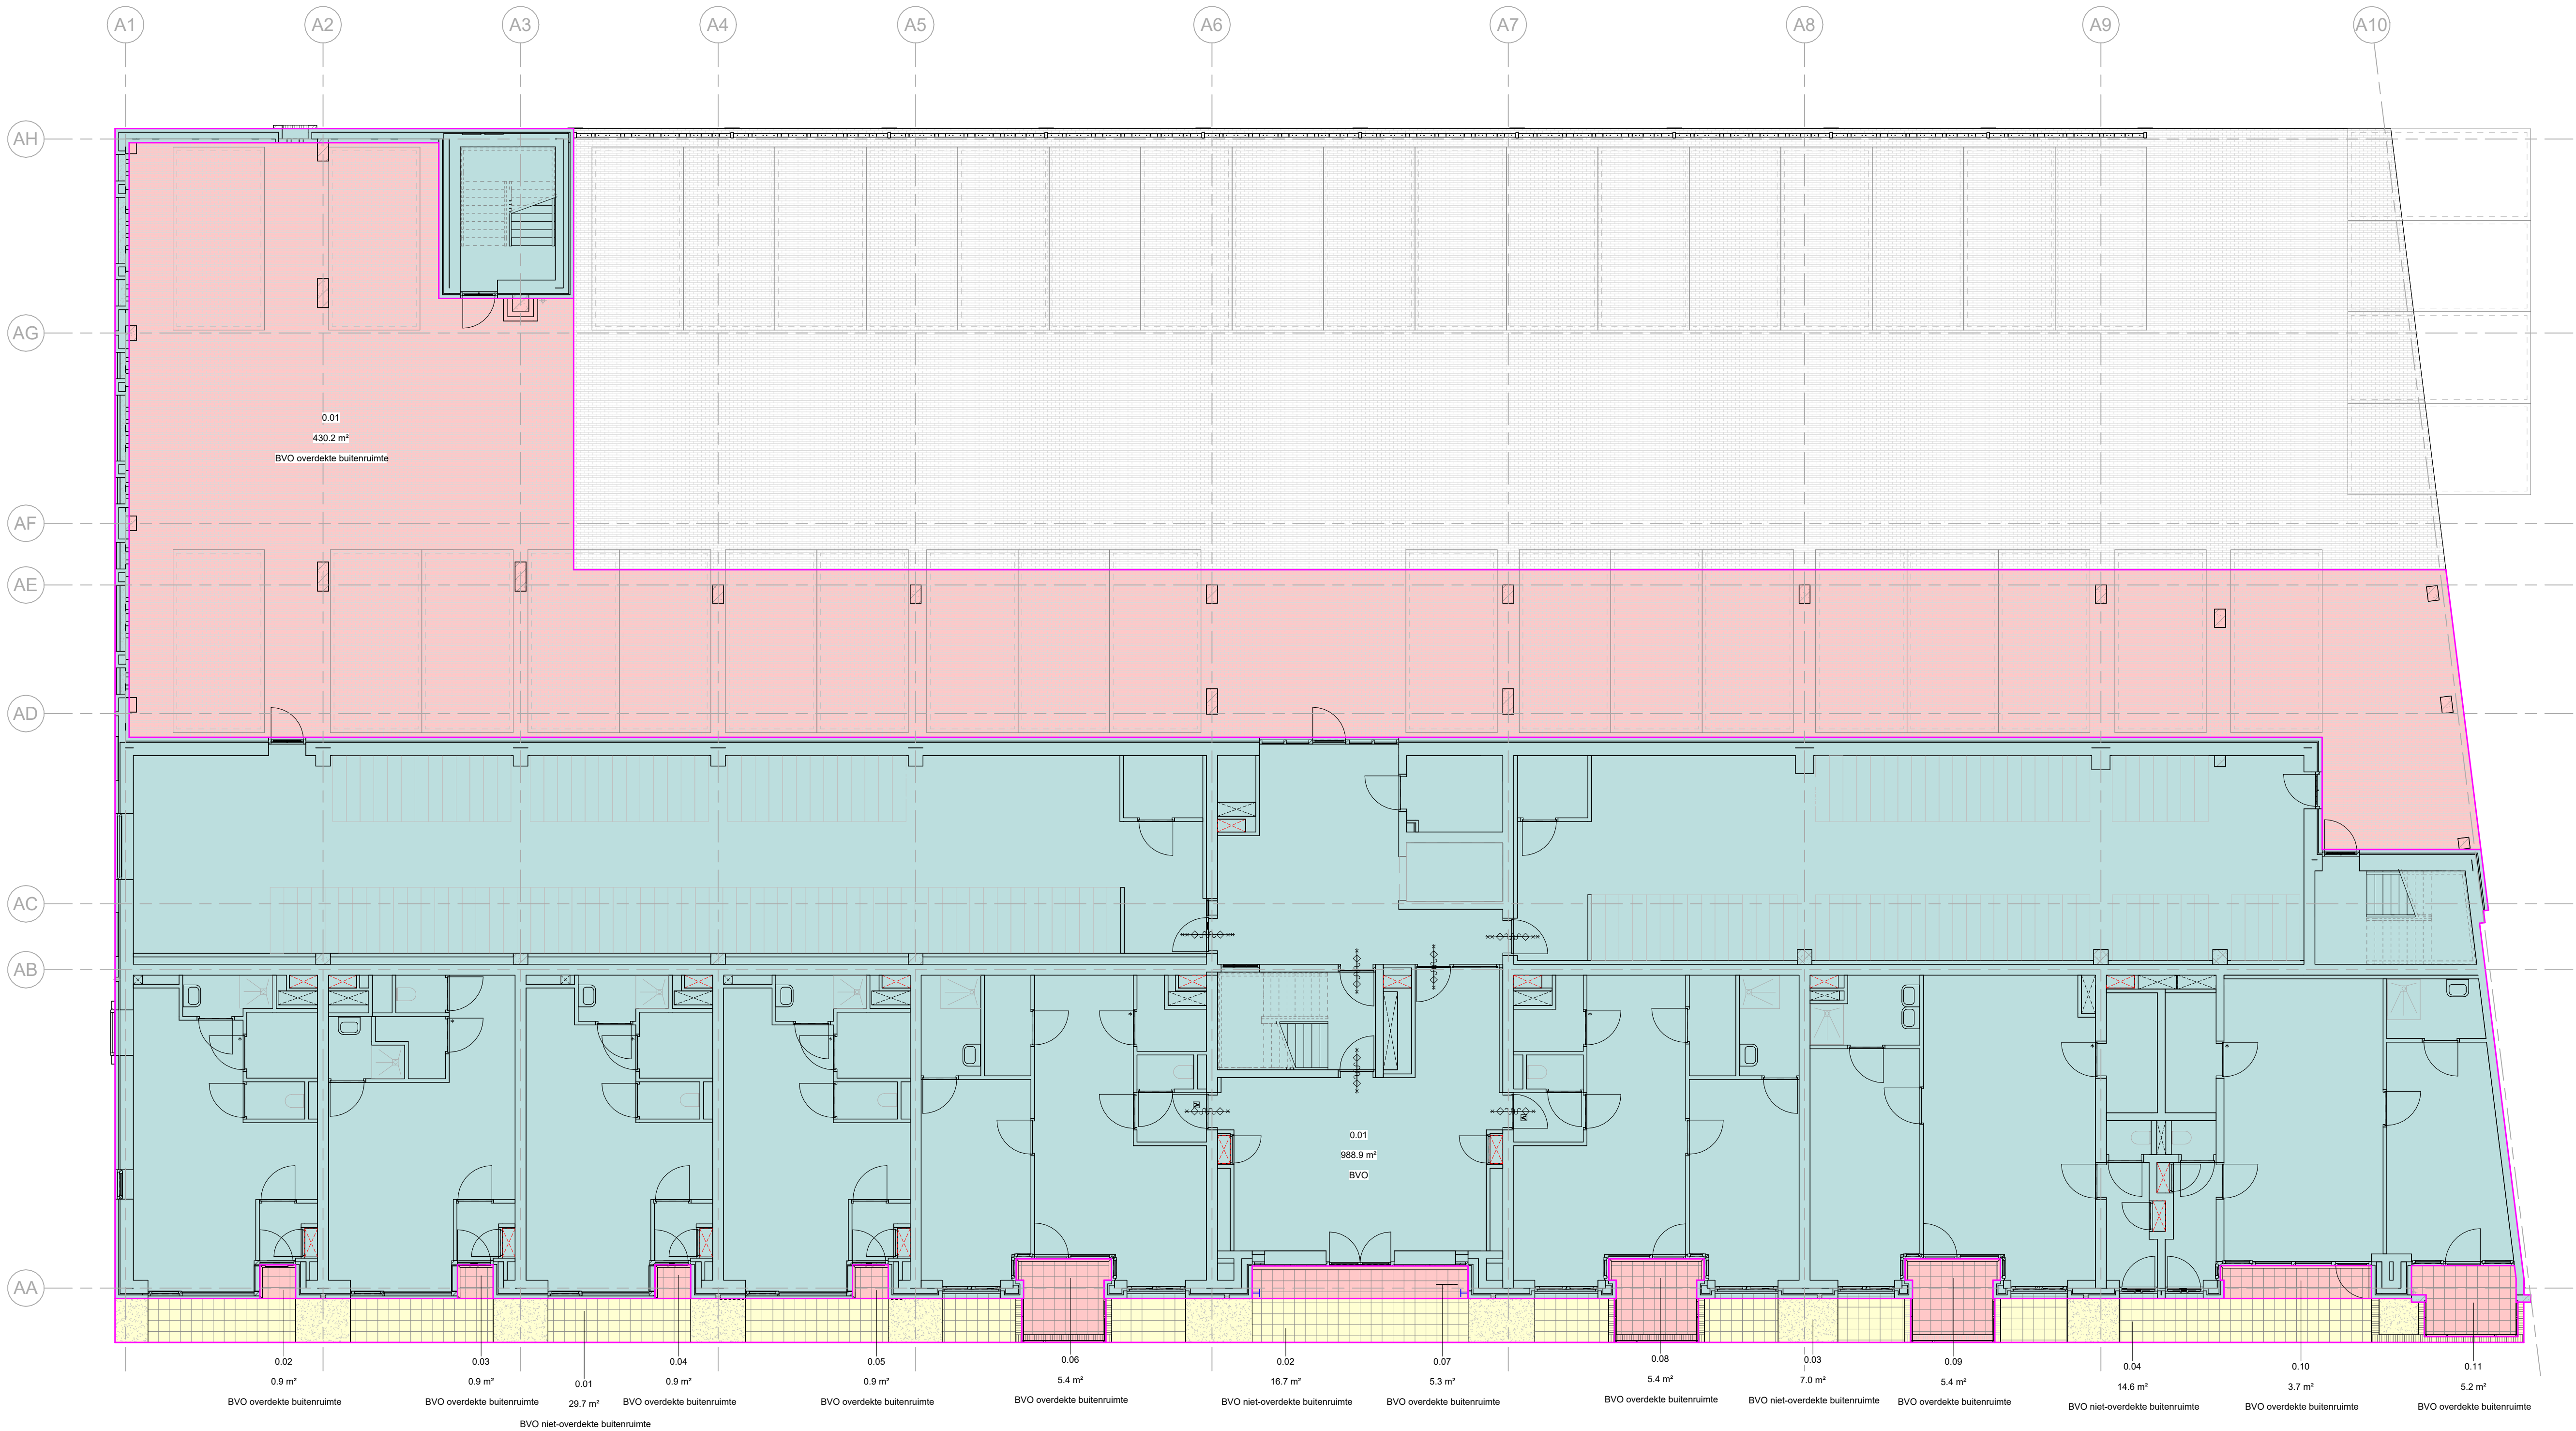 A1 A2 A3 A4 A5 A6 A7 A8 A9 A10
AH
AG
0.01
430.2 m²
BVO overdekte buitenruimte
AF
AE
AD
AC
AB
0.01
988.9 m²
BVO
AA
0.02
0.9 m²
BVO overdekte buitenruimte
0.03
0.9 m²
BVO overdekte buitenruimte
0.01
29.7 m²
BVO niet-overdekte buitenruimte
0.04
0.9 m²
BVO overdekte buitenruimte
0.05
0.9 m²
BVO overdekte buitenruimte
0.06
5.4 m²
BVO overdekte buitenruimte
0.02
16.7 m²
BVO niet-overdekte buitenruimte
0.07
5.3 m²
BVO overdekte buitenruimte
0.08
5.4 m²
BVO overdekte buitenruimte
0.03
7.0 m²
BVO niet-overdekte buitenruimte
0.09
5.4 m²
BVO overdekte buitenruimte
0.04
14.6 m²
BVO niet-overdekte buitenruimte
0.10
3.7 m²
BVO overdekte buitenruimte
0.11
5.2 m²
BVO overdekte buitenruimte